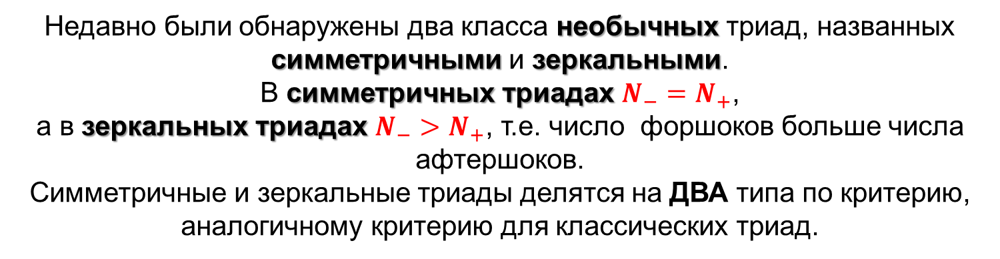 Недавно были обнаружены два класса необычных триад, названных
симметричными и зеркальными.
В симметричных триадах N₋ = N₊,
а в зеркальных триадах N₋ > N₊, т.е. число форшоков больше числа
афтершоков.
Симметричные и зеркальные триады делятся на ДВА типа по критерию,
аналогичному критерию для классических триад.